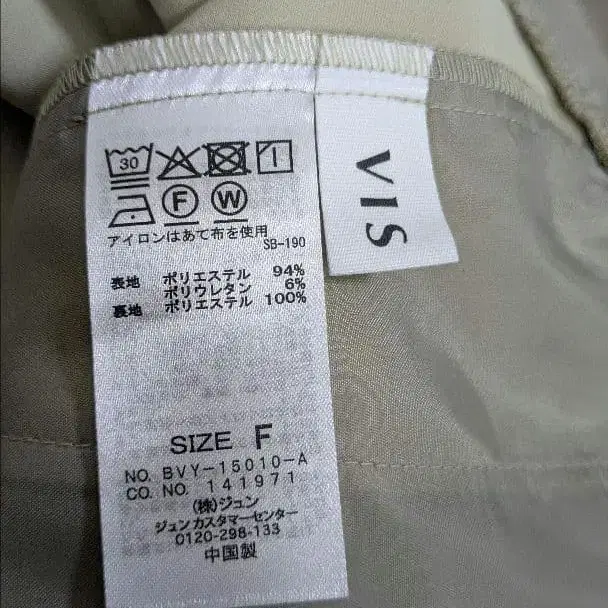 30
F W
アイロンはあて布を使用
SB-190
表地 ポリエステル 94%
ポリウレタン 6%
裏地 ポリエステル 100%
SIZE F
NO. BVY-15010-A
CO. NO. 141971
(株)ジュン
ジュンカスタマーセンター
0120-298-133
中国製
VIS